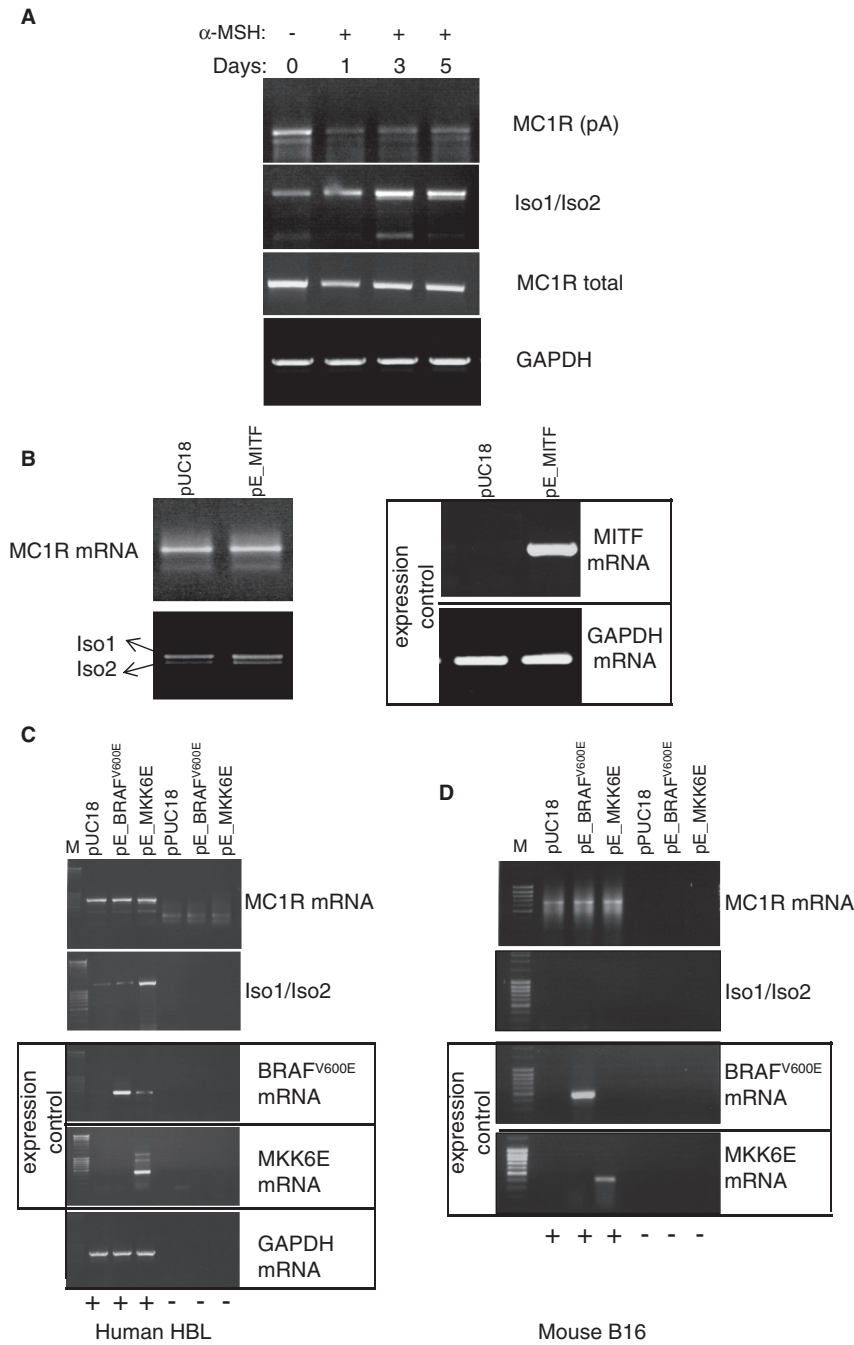 A
α-MSH: - + + +
Days: 0 1 3 5
MC1R (pA)
Iso1/Iso2
MC1R total
GAPDH
B
pUC18
pE_MITF
MC1R mRNA
Iso1
Iso2
pUC18
pE_MITF
expression
control
MITF
mRNA
GAPDH
mRNA
C
M
pUC18
pE_BRAFV600E
pE_MKK6E
pPUC18
pE_BRAFV600E
pE_MKK6E
MC1R mRNA
Iso1/Iso2
expression
control
BRAFV600E
mRNA
MKK6E
mRNA
GAPDH
mRNA
+ + + - - -
Human HBL
D
M
pUC18
pE_BRAFV600E
pE_MKK6E
pPUC18
pE_BRAFV600E
pE_MKK6E
MC1R mRNA
Iso1/Iso2
expression
control
BRAFV600E
mRNA
MKK6E
mRNA
+ + + - - -
Mouse B16